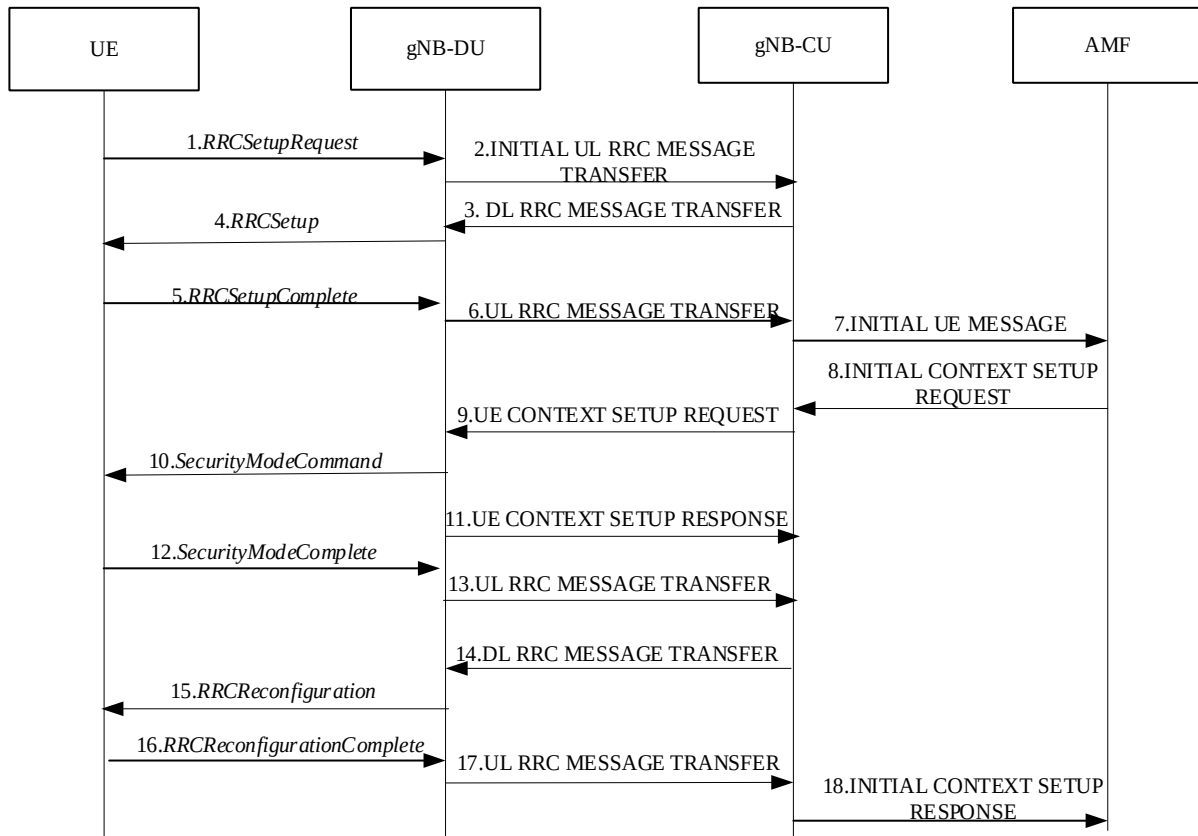 UE
gNB-DU
gNB-CU
AMF
1.RRCSetupRequest
2.INITIAL UL RRC MESSAGE
TRANSFER
3. DL RRC MESSAGE TRANSFER
4.RRCSetup
5.RRCSetupComplete
6.UL RRC MESSAGE TRANSFER
7.INITIAL UE MESSAGE
8.INITIAL CONTEXT SETUP
REQUEST
9.UE CONTEXT SETUP REQUEST
10.SecurityModeCommand
11.UE CONTEXT SETUP RESPONSE
12.SecurityModeComplete
13.UL RRC MESSAGE TRANSFER
14.DL RRC MESSAGE TRANSFER
15.RRCReconfiguration
16.RRCReconfigurationComplete
17.UL RRC MESSAGE TRANSFER
18.INITIAL CONTEXT SETUP
RESPONSE